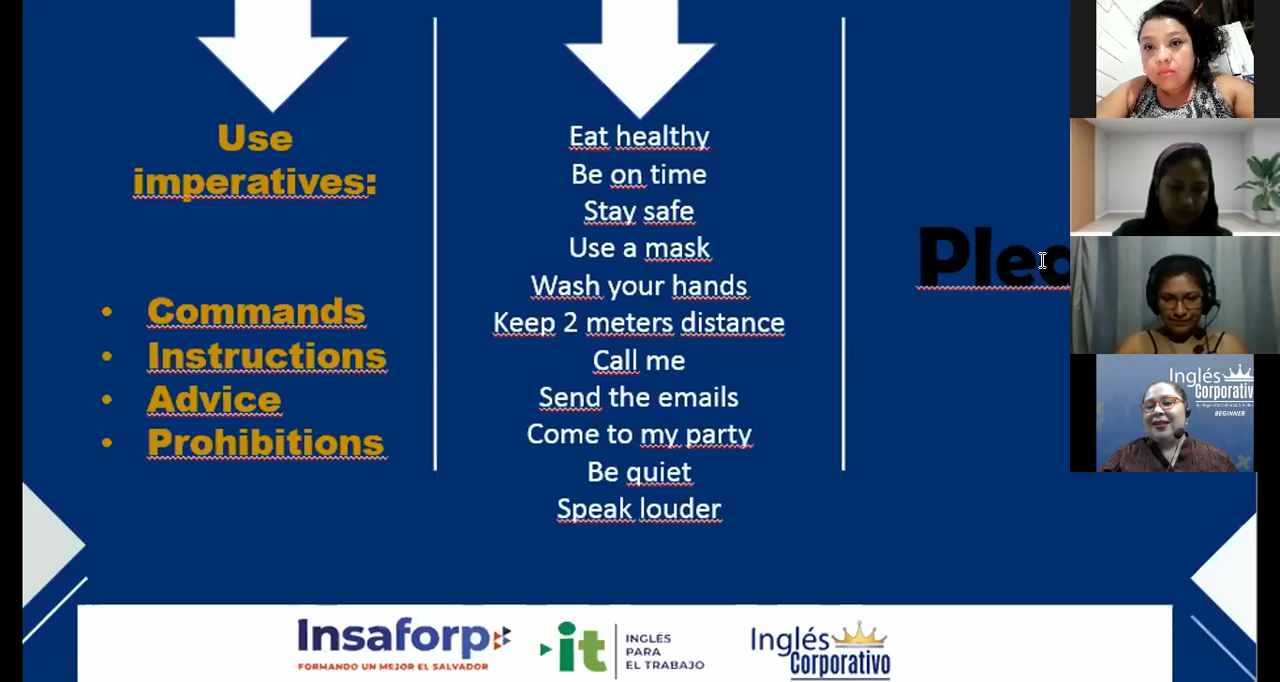 Use
imperatives:
• Commands
• Instructions
• Advice
• Prohibitions
Eat healthy
Be on time
Stay safe
Use a mask
Wash your hands
Keep 2 meters distance
Call me
Send the emails
Come to my party
Be quiet
Speak louder
Inglés
Corporativo
BEGINNER
Insaforp
FORMANDO UN MEJOR EL SALVADOR
it
INGLÉS
PARA
EL TRABAJO
Inglés
Corporativo